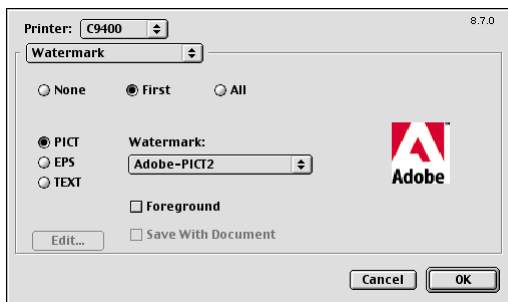 Printer: C9400
8.7.0
Watermark
None First All
PICT Watermark:
EPS Adobe-PICT2
TEXT
Adobe
Foreground
Edit... Save With Document
Cancel OK